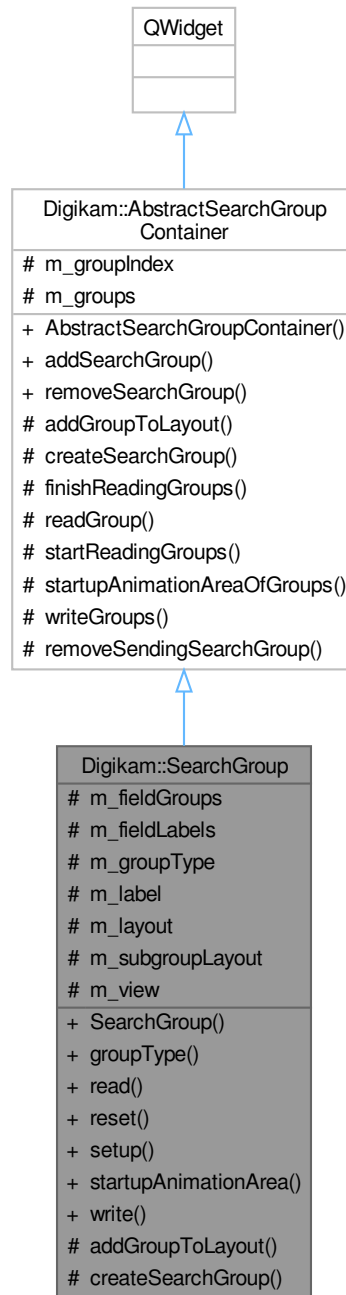 QWidget
Digikam::AbstractSearchGroup
Container
# m_groupIndex
# m_groups
+ AbstractSearchGroupContainer()
+ addSearchGroup()
+ removeSearchGroup()
# addGroupToLayout()
# createSearchGroup()
# finishReadingGroups()
# readGroup()
# startReadingGroups()
# startupAnimationAreaOfGroups()
# writeGroups()
# removeSendingSearchGroup()
Digikam::SearchGroup
# m_fieldGroups
# m_fieldLabels
# m_groupType
# m_label
# m_layout
# m_subgroupLayout
# m_view
+ SearchGroup()
+ groupType()
+ read()
+ reset()
+ setup()
+ startupAnimationArea()
+ write()
# addGroupToLayout()
# createSearchGroup()